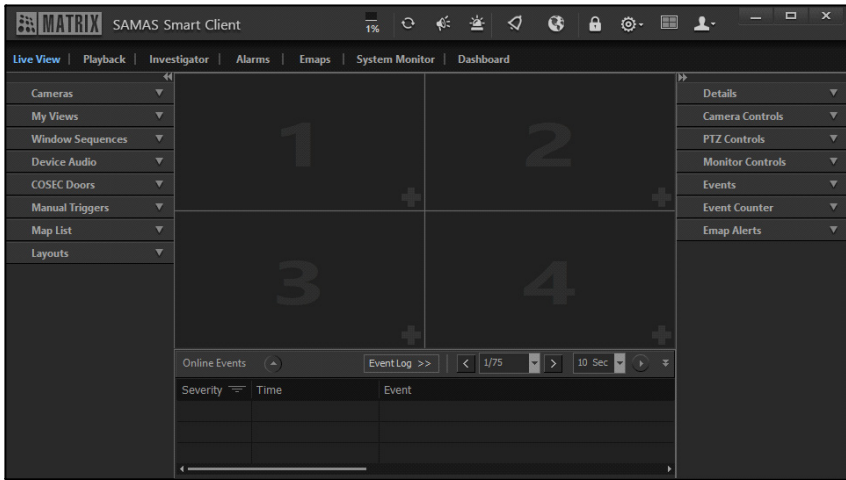 MATRIX SAMAS Smart Client 1%
Live View | Playback | Investigator | Alarms | Emaps | System Monitor | Dashboard
Cameras
My Views
Window Sequences
Device Audio
COSEC Doors
Manual Triggers
Map List
Layouts
1 2
3 4
Details
Camera Controls
PTZ Controls
Monitor Controls
Events
Event Counter
Emap Alerts
Online Events Event Log >> < 1/75 > 10 Sec
Severity Time Event